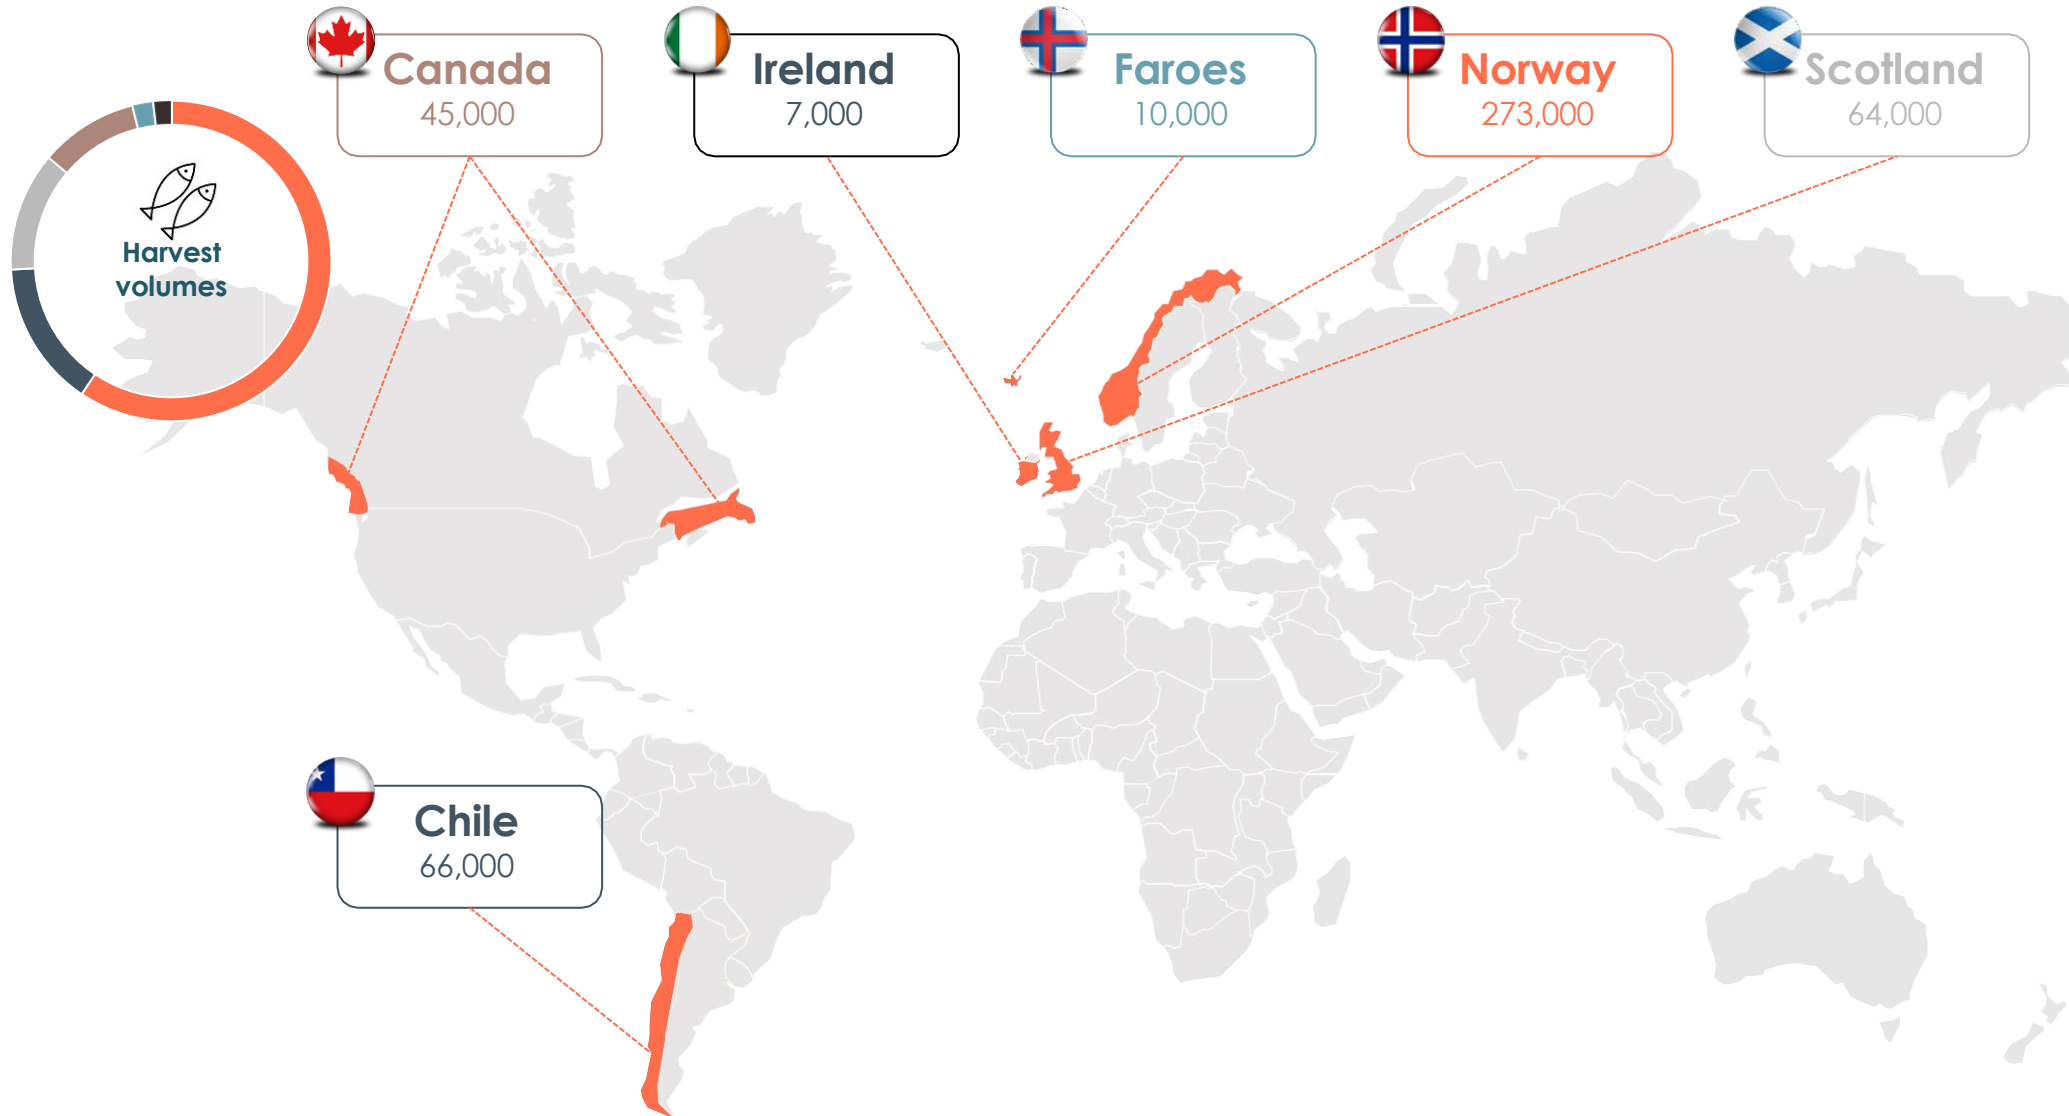 Canada
45,000
Ireland
7,000
Faroes
10,000
Norway
273,000
Scotland
64,000
Harvest
volumes
Chile
66,000